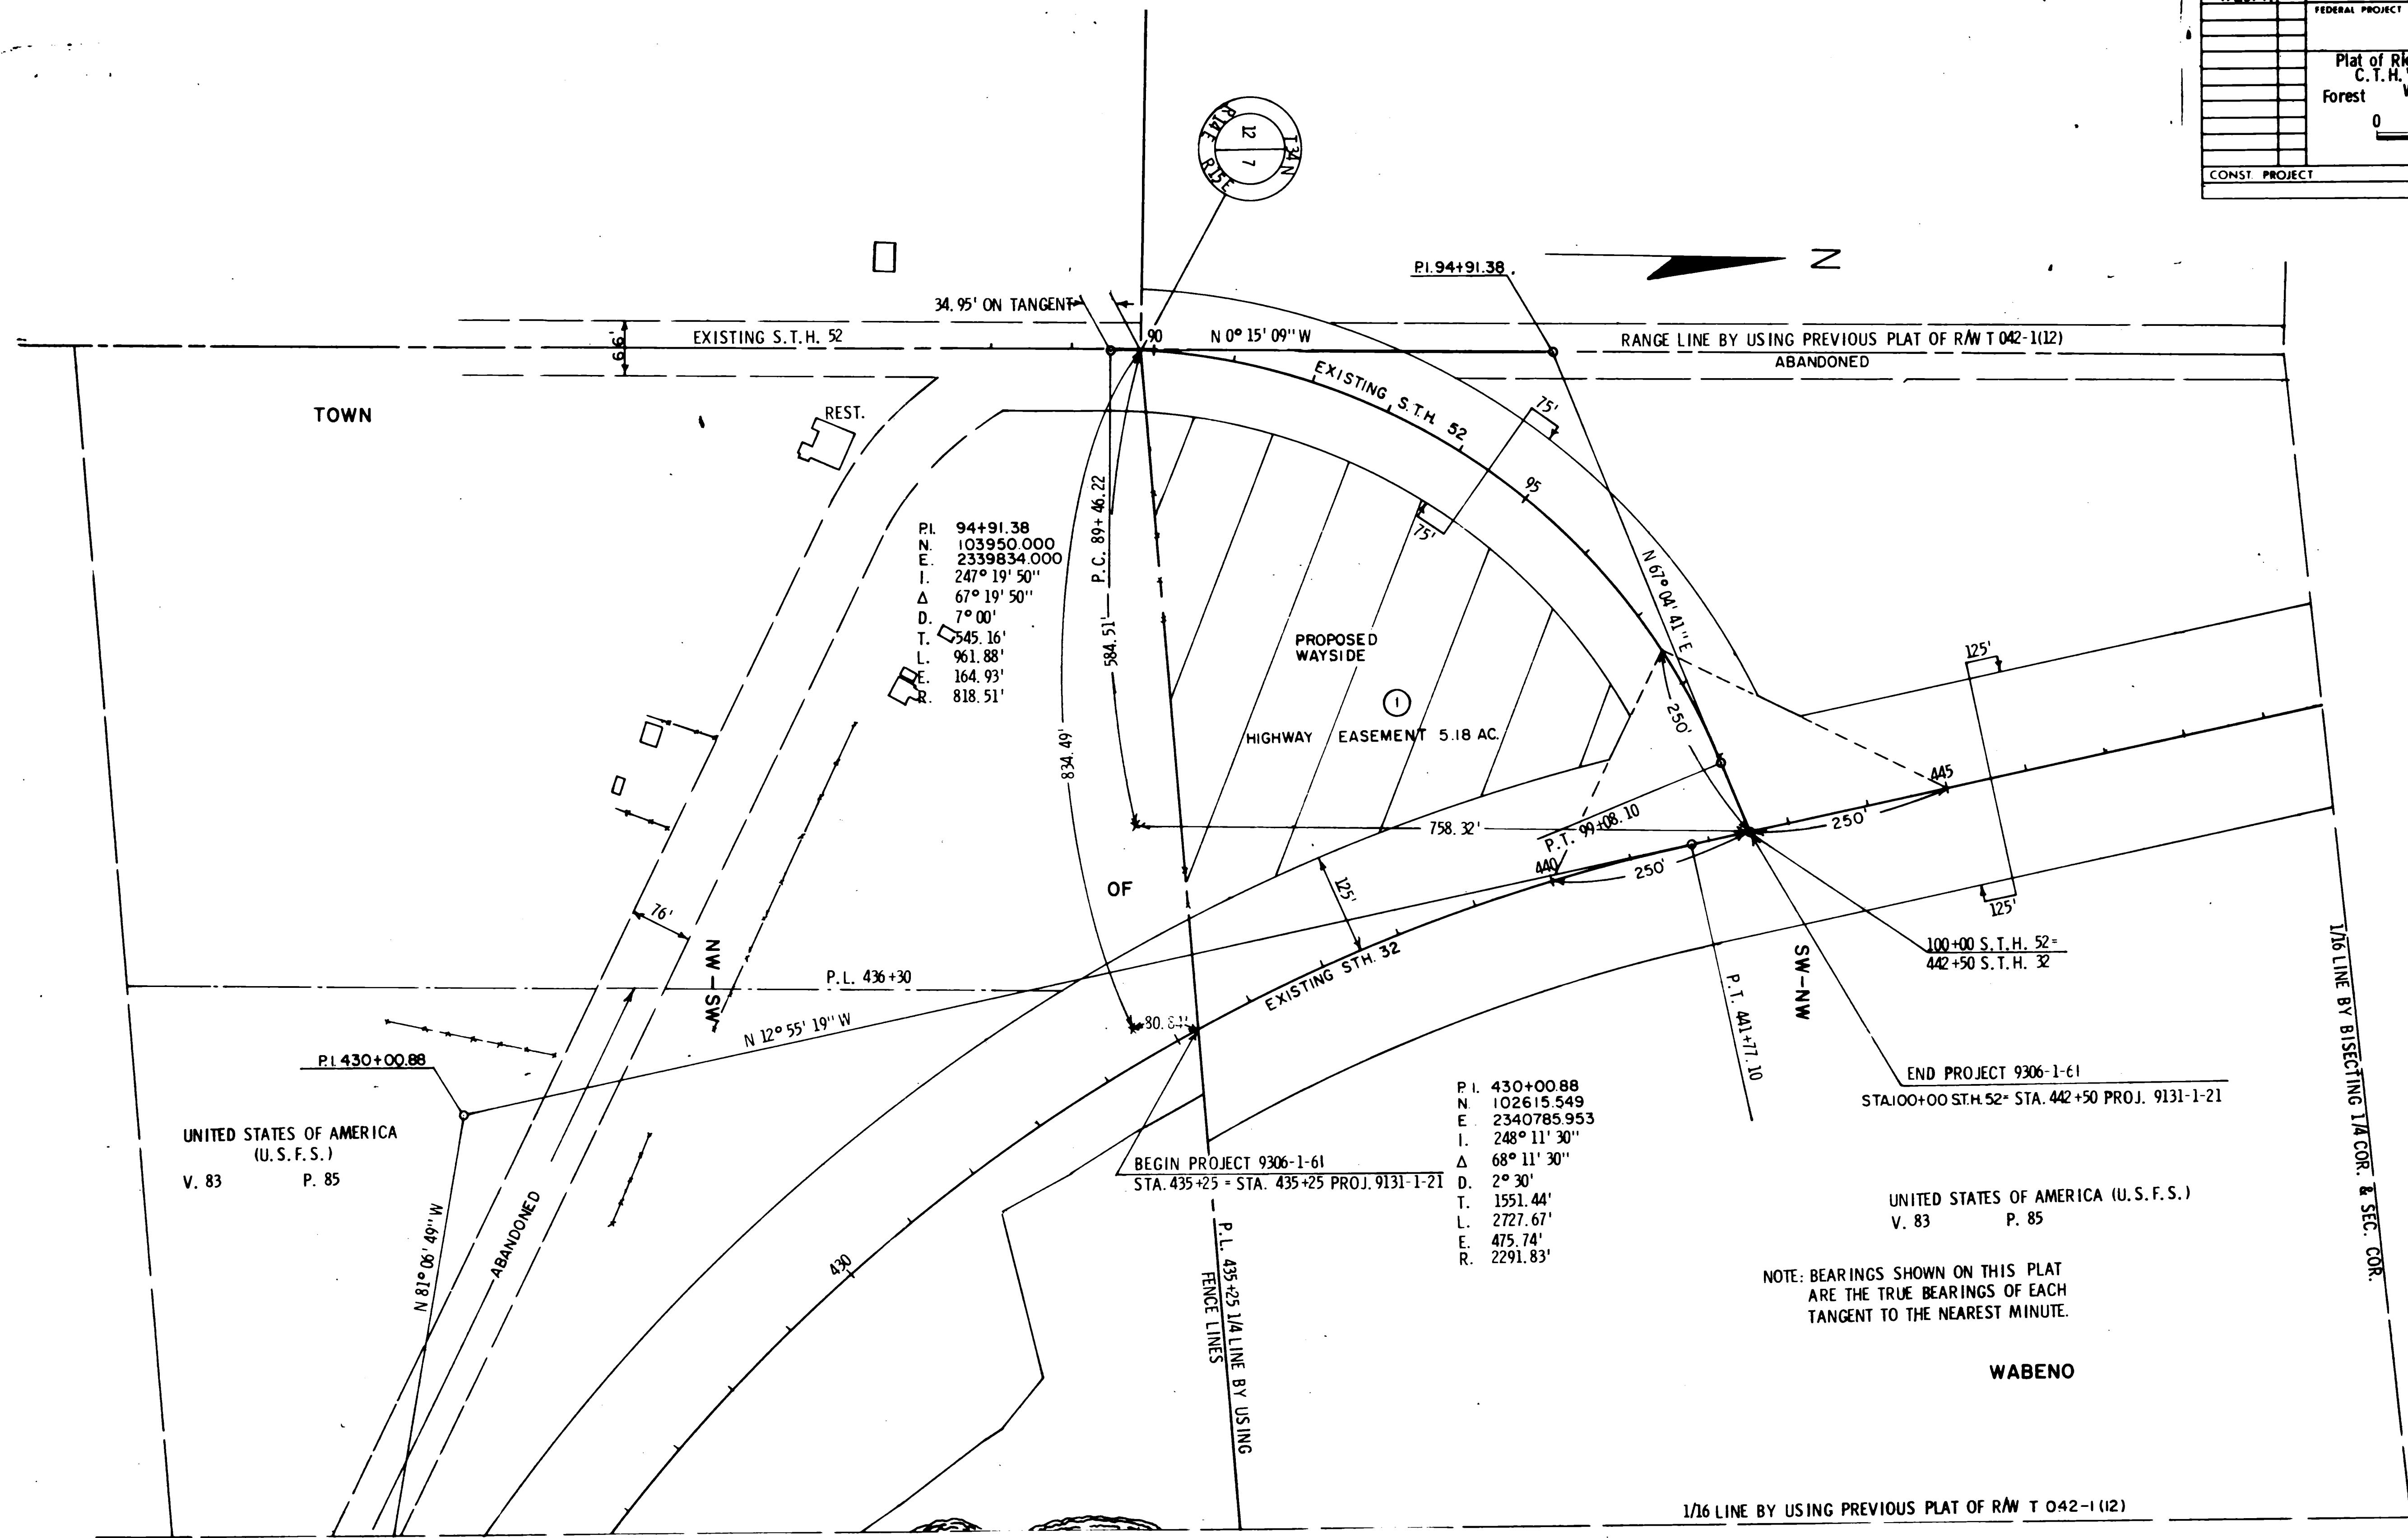 FEDERAL PROJECT
Plat of
C.T.H.
Forest
0
CONST. PROJECT
R14E
T34N
12
7
R15E
N
P.I. 94+91.38
34.95' ON TANGENT
66'
EXISTING S.T.H. 52
90
N 0° 15' 09" W
RANGE LINE BY USING PREVIOUS PLAT OF R/W T 042-1(12)
ABANDONED
EXISTING S.T.H. 52
75'
TOWN
REST.
95
75'
P.C. 89+46.22
584.51'
834.49'
P.I. 94+91.38
N. 103950.000
E. 2339834.000
I. 247° 19' 50"
Δ 67° 19' 50"
D. 7° 00'
T. 545.16'
L. 961.88'
E. 164.93'
R. 818.51'
N 67° 04' 41" E
PROPOSED
WAYSIDE
1
HIGHWAY EASEMENT 5.18 AC.
125'
250'
445
250'
758.32'
P.T. 99+08.10
440
250'
OF
125'
125'
76'
NW-SW
P.L. 436+30
N 12° 55' 19" W
EXISTING STH. 32
80.84'
SW-NW
100+00 S.T.H. 52=
442+50 S.T.H. 32
P.T. 441+77.10
1/16 LINE BY BISECTING 1/4 COR. & SEC. COR.
P.I. 430+00.88
END PROJECT 9306-1-61
STA.100+00 S.T.H. 52= STA. 442+50 PROJ. 9131-1-21
P.I. 430+00.88
N. 102615.549
E. 2340785.953
I. 248° 11' 30"
Δ 68° 11' 30"
D. 2° 30'
T. 1551.44'
L. 2727.67'
E. 475.74'
R. 2291.83'
UNITED STATES OF AMERICA
(U.S.F.S.)
V. 83 P. 85
BEGIN PROJECT 9306-1-61
STA. 435+25 = STA. 435+25 PROJ. 9131-1-21
UNITED STATES OF AMERICA (U.S.F.S.)
V. 83 P. 85
N 81° 06' 49" W
ABANDONED
430
P.L. 435+25 1/4 LINE BY USING
FENCE LINES
NOTE: BEARINGS SHOWN ON THIS PLAT
ARE THE TRUE BEARINGS OF EACH
TANGENT TO THE NEAREST MINUTE.
WABENO
1/16 LINE BY USING PREVIOUS PLAT OF R/W T 042-1(12)